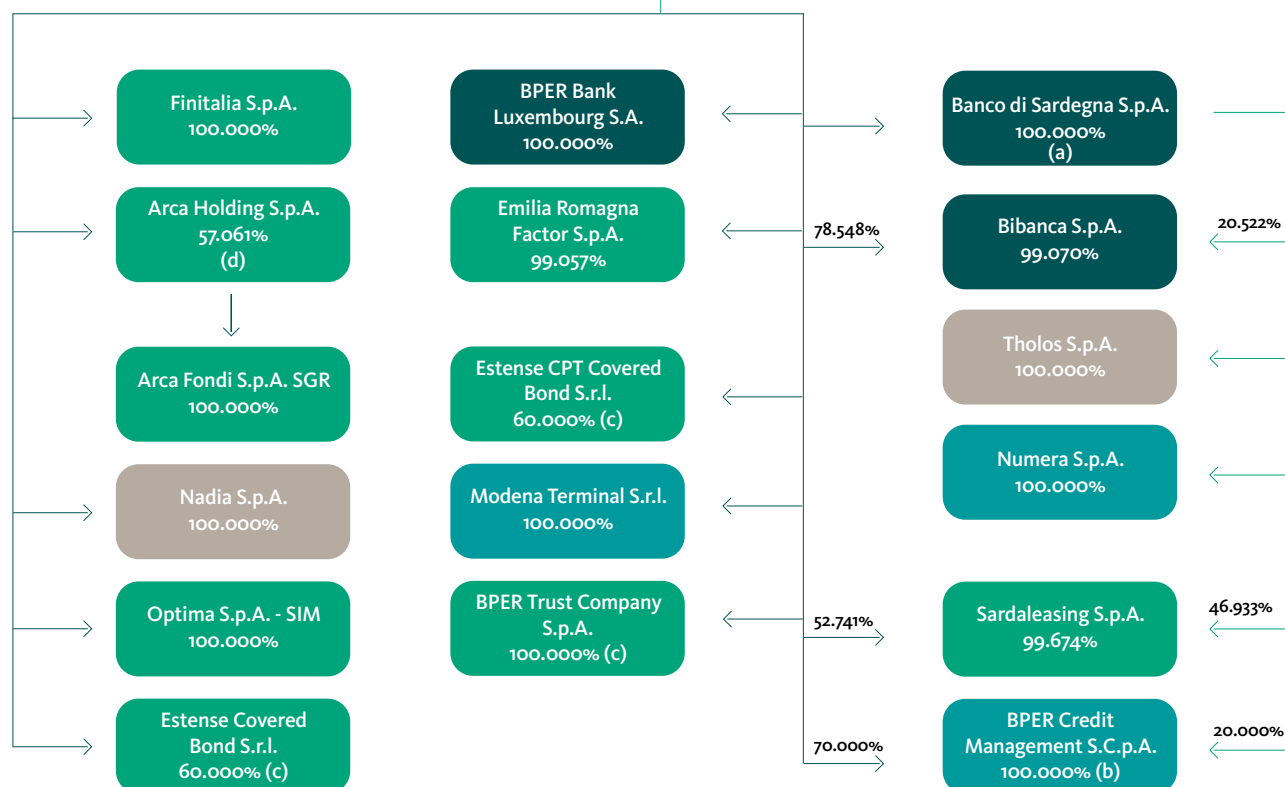 Finitalia S.p.A.
100.000%
BPER Bank
Luxembourg S.A.
100.000%
Banco di Sardegna S.p.A.
100.000%
(a)
Arca Holding S.p.A.
57.061%
(d)
Emilia Romagna
Factor S.p.A.
99.057%
78.548%
Bibanca S.p.A.
99.070%
20.522%
Arca Fondi S.p.A. SGR
100.000%
Estense CPT Covered
Bond S.r.l.
60.000% (c)
Tholos S.p.A.
100.000%
Nadia S.p.A.
100.000%
Modena Terminal S.r.l.
100.000%
Numera S.p.A.
100.000%
Optima S.p.A. - SIM
100.000%
BPER Trust Company
S.p.A.
100.000% (c)
52.741%
Sardaleasing S.p.A.
99.674%
46.933%
Estense Covered
Bond S.r.l.
60.000% (c)
70.000%
BPER Credit
Management S.C.p.A.
100.000% (b)
20.000%